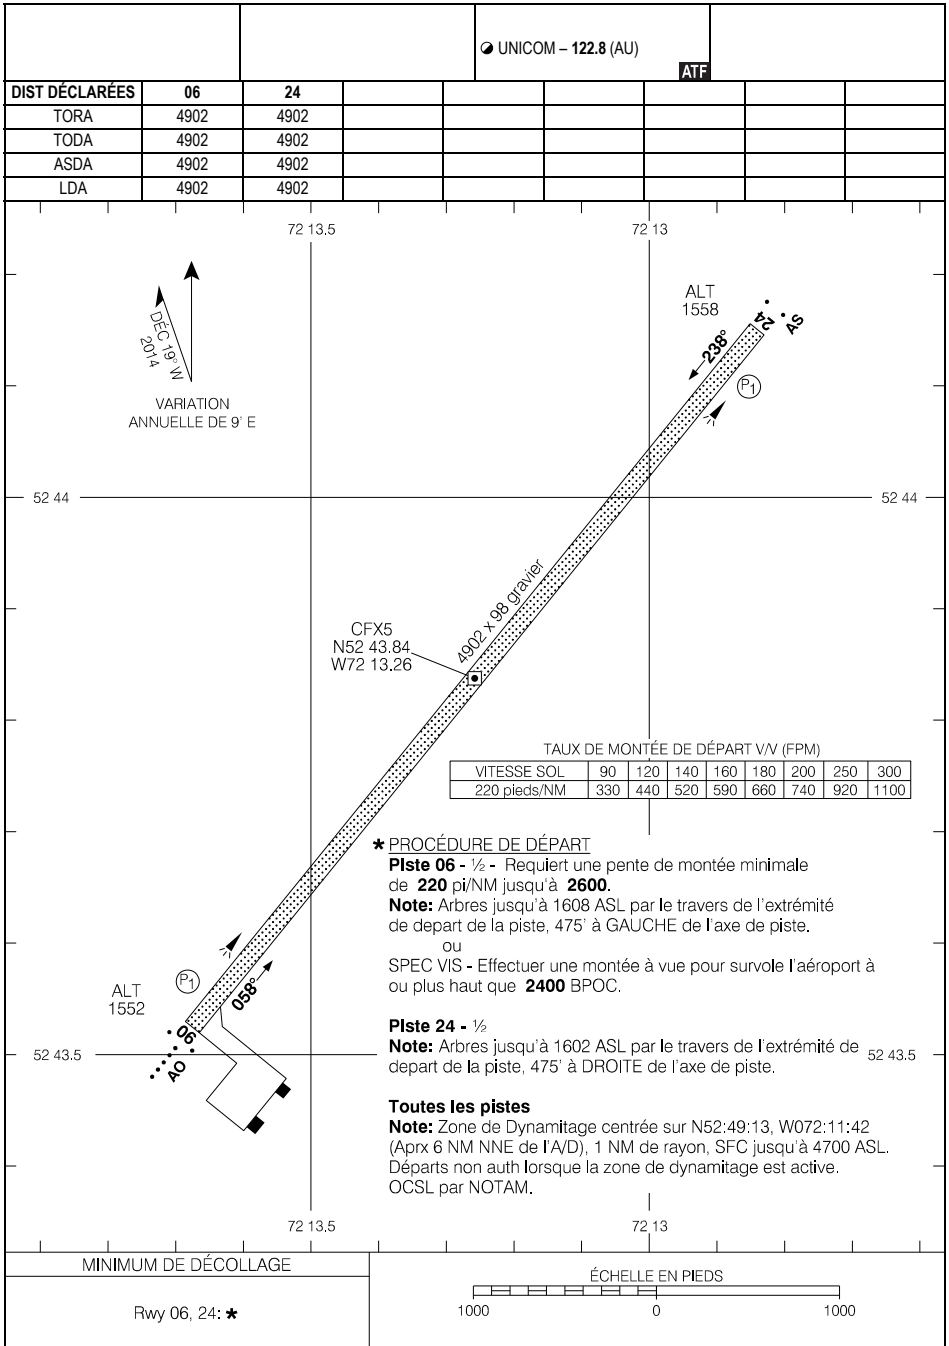 UNICOM – 122.8 (AU)
ATF
DIST DÉCLARÉES 06 24
TORA 4902 4902
TODA 4902 4902
ASDA 4902 4902
LDA 4902 4902
72 13.5 72 13
ALT
1558
24
AS
238°
P1
DÉC 19° W
2014
VARIATION
ANNUELLE DE 9' E
52 44 52 44
4902 x 98 gravier
CFX5
N52 43.84
W72 13.26
TAUX DE MONTÉE DE DÉPART V/V (FPM)
VITESSE SOL 90 120 140 160 180 200 250 300
220 pieds/NM 330 440 520 590 660 740 920 1100
* PROCÉDURE DE DÉPART
Piste 06 - ½ - Requiert une pente de montée minimale
de 220 pi/NM jusqu'à 2600.
Note: Arbres jusqu'à 1608 ASL par le travers de l'extrémité
de depart de la piste, 475' à GAUCHE de l'axe de piste.
ou
SPEC VIS - Effectuer une montée à vue pour survole l'aéroport à
ou plus haut que 2400 BPOC.
P1
058°
ALT
1552
06
AO
Piste 24 - ½
Note: Arbres jusqu'à 1602 ASL par le travers de l'extrémité de
depart de la piste, 475' à DROITE de l'axe de piste.
52 43.5 52 43.5
Toutes les pistes
Note: Zone de Dynamitage centrée sur N52:49:13, W072:11:42
(Aprx 6 NM NNE de l'A/D), 1 NM de rayon, SFC jusqu'à 4700 ASL.
Départs non auth lorsque la zone de dynamitage est active.
OCSL par NOTAM.
72 13.5 72 13
MINIMUM DE DÉCOLLAGE
Rwy 06, 24: *
ÉCHELLE EN PIEDS
1000 0 1000